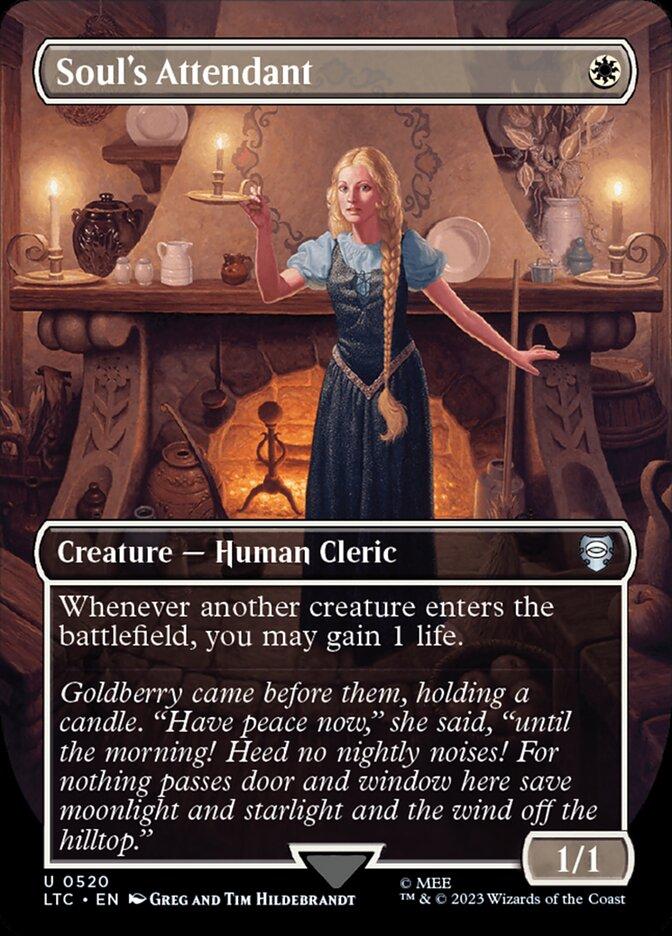 Soul's Attendant
Creature — Human Cleric
Whenever another creature enters the
battlefield, you may gain 1 life.
Goldberry came before them, holding a
candle. “Have peace now,” she said, “until
the morning! Heed no nightly noises! For
nothing passes door and window here save
moonlight and starlight and the wind off the
hilltop.”
1/1
U 0520
LTC • EN Greg and Tim Hildebrandt
© MEE
™ & © 2023 Wizards of the Coast